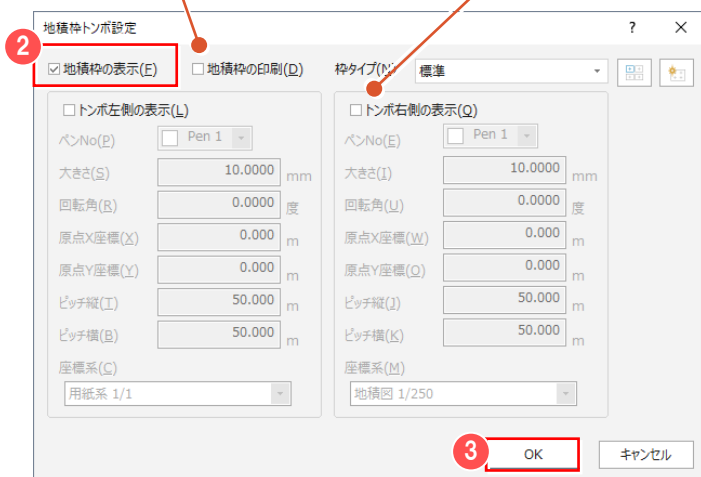 地積枠トンボ設定 ? ×
2
☑地積枠の表示(F) □地積枠の印刷(D) 枠タイプ(N) 標準
□トンボ左側の表示(L) □トンボ右側の表示(Q)
ペンNo(P) Pen 1 ペンNo(E) Pen 1
大きさ(S) 10.0000 mm 大きさ(I) 10.0000 mm
回転角(R) 0.0000 度 回転角(U) 0.0000 度
原点X座標(X) 0.000 m 原点X座標(W) 0.000 m
原点Y座標(Y) 0.000 m 原点Y座標(O) 0.000 m
ピッチ縦(T) 50.000 m ピッチ縦(J) 50.000 m
ピッチ横(B) 50.000 m ピッチ横(K) 50.000 m
座標系(C) 座標系(M)
用紙系 1/1 地積図 1/250
3 OK キャンセル